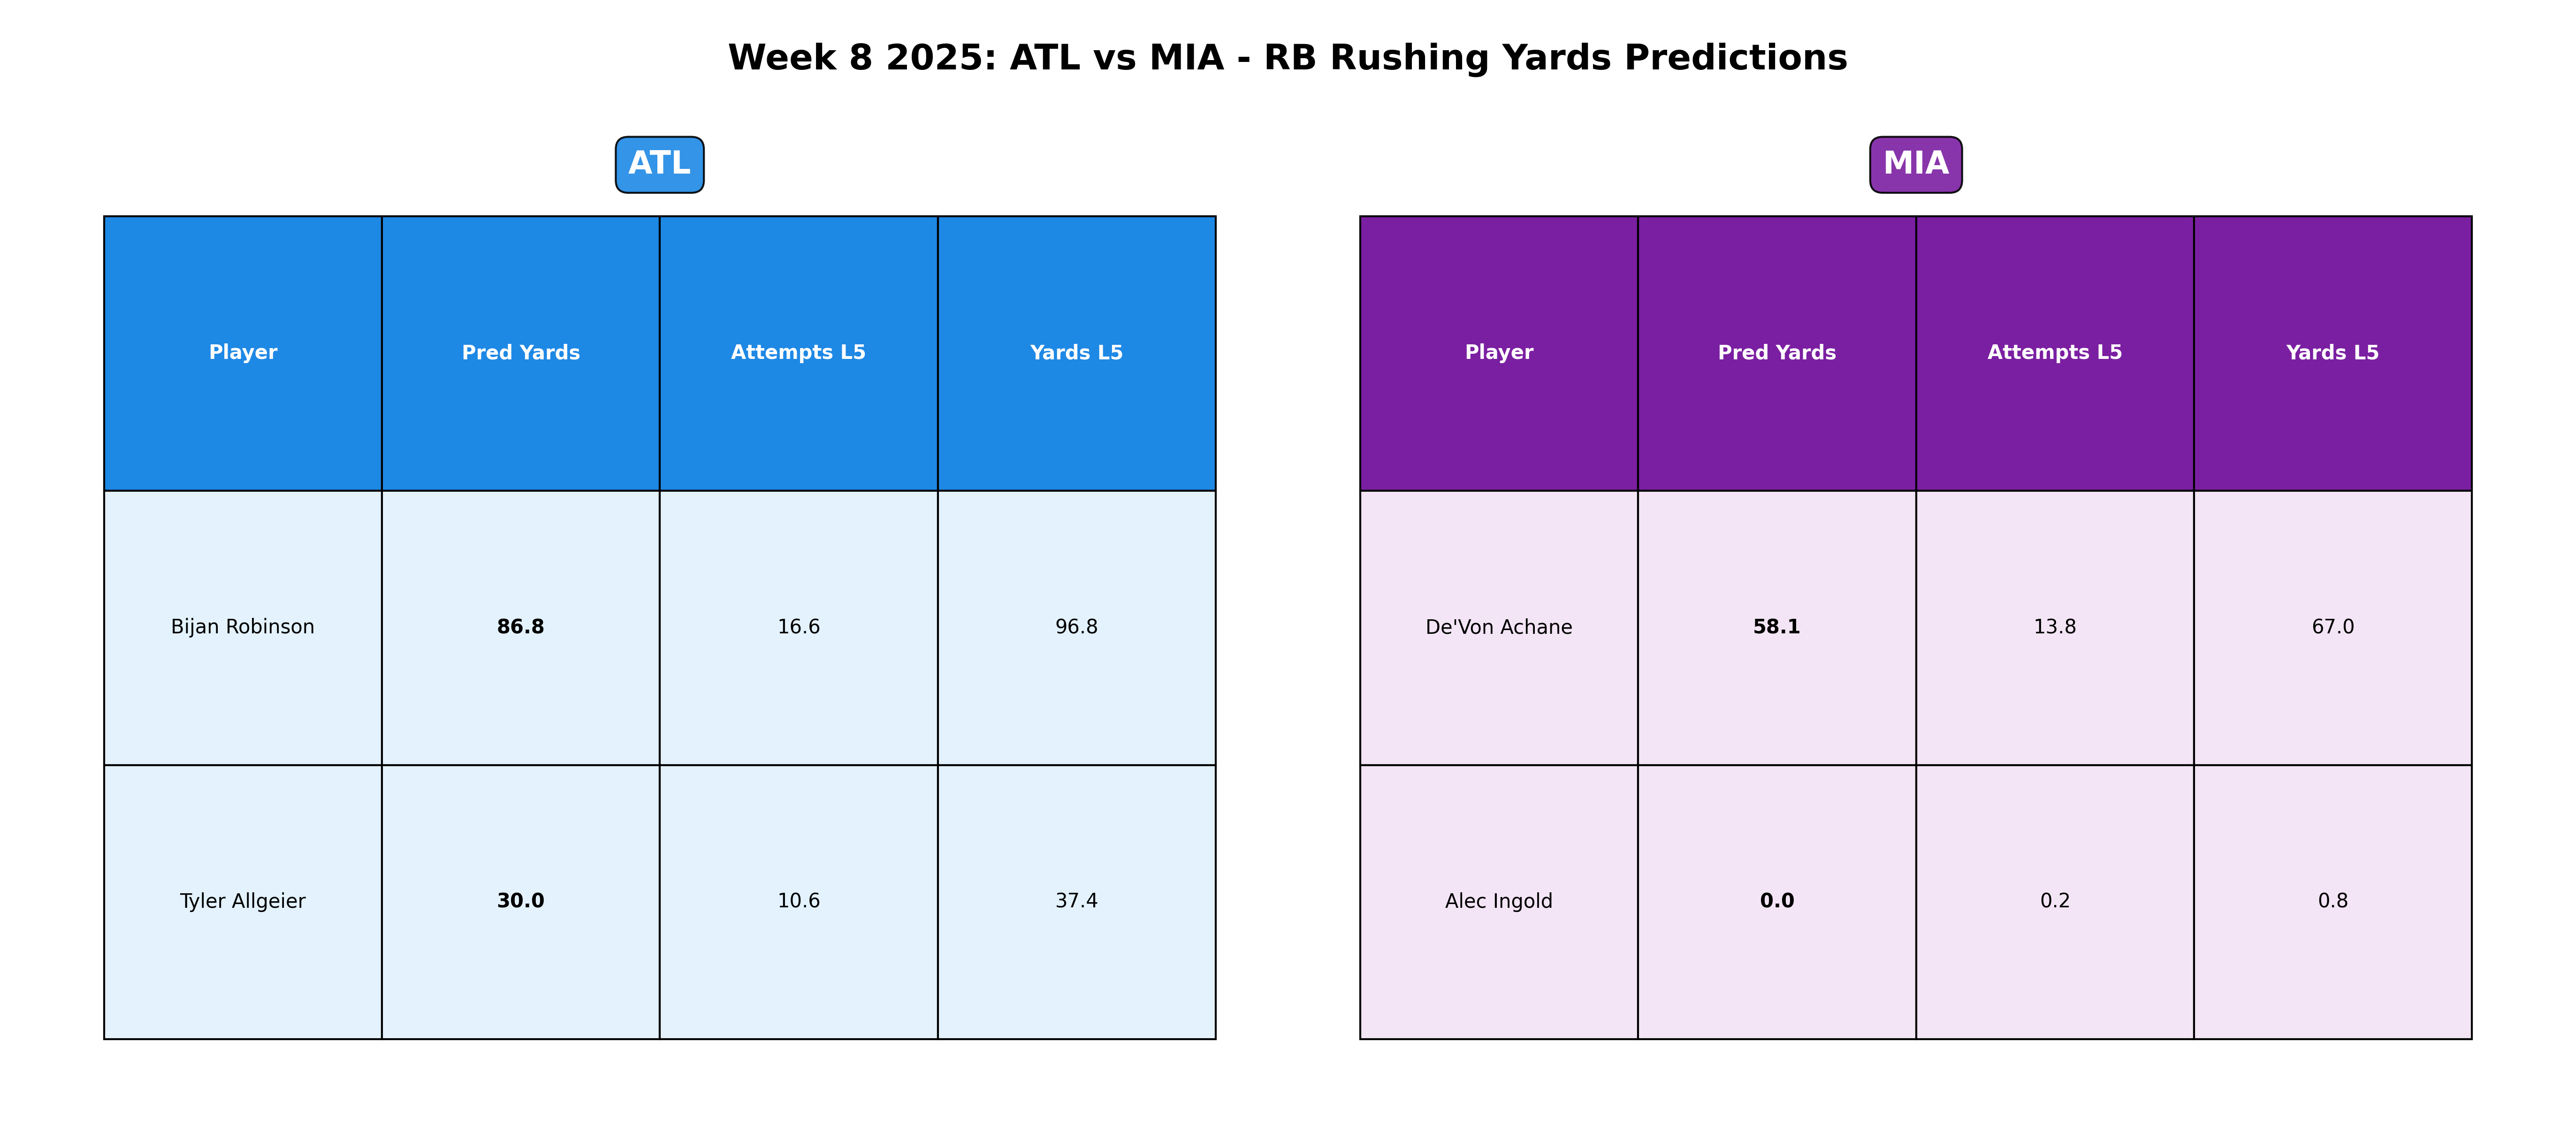 Week 8 2025: ATL vs MIA - RB Rushing Yards Predictions
ATL
Player Pred Yards Attempts L5 Yards L5
Bijan Robinson 86.8 16.6 96.8
Tyler Allgeier 30.0 10.6 37.4
MIA
Player Pred Yards Attempts L5 Yards L5
De'Von Achane 58.1 13.8 67.0
Alec Ingold 0.0 0.2 0.8